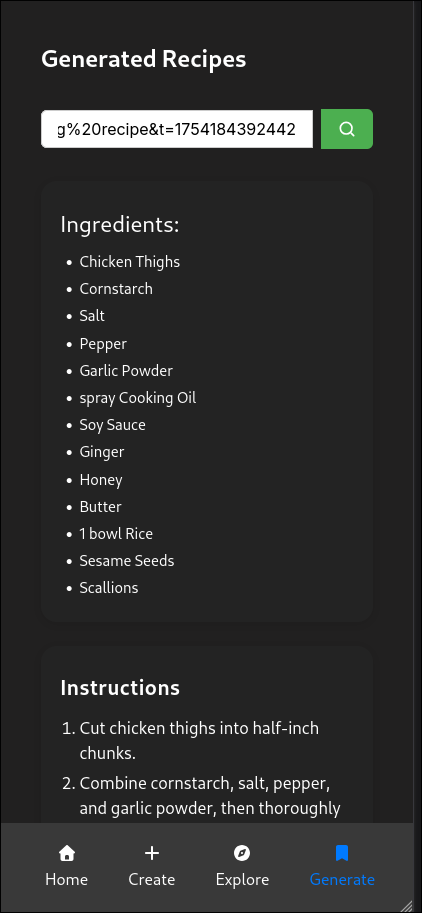 Generated Recipes
g%20recipe&t=1754184392442
Ingredients:
• Chicken Thighs
• Cornstarch
• Salt
• Pepper
• Garlic Powder
• spray Cooking Oil
• Soy Sauce
• Ginger
• Honey
• Butter
• 1 bowl Rice
• Sesame Seeds
• Scallions
Instructions
1. Cut chicken thighs into half-inch
chunks.
2. Combine cornstarch, salt, pepper,
and garlic powder, then thoroughly
Home Create Explore Generate